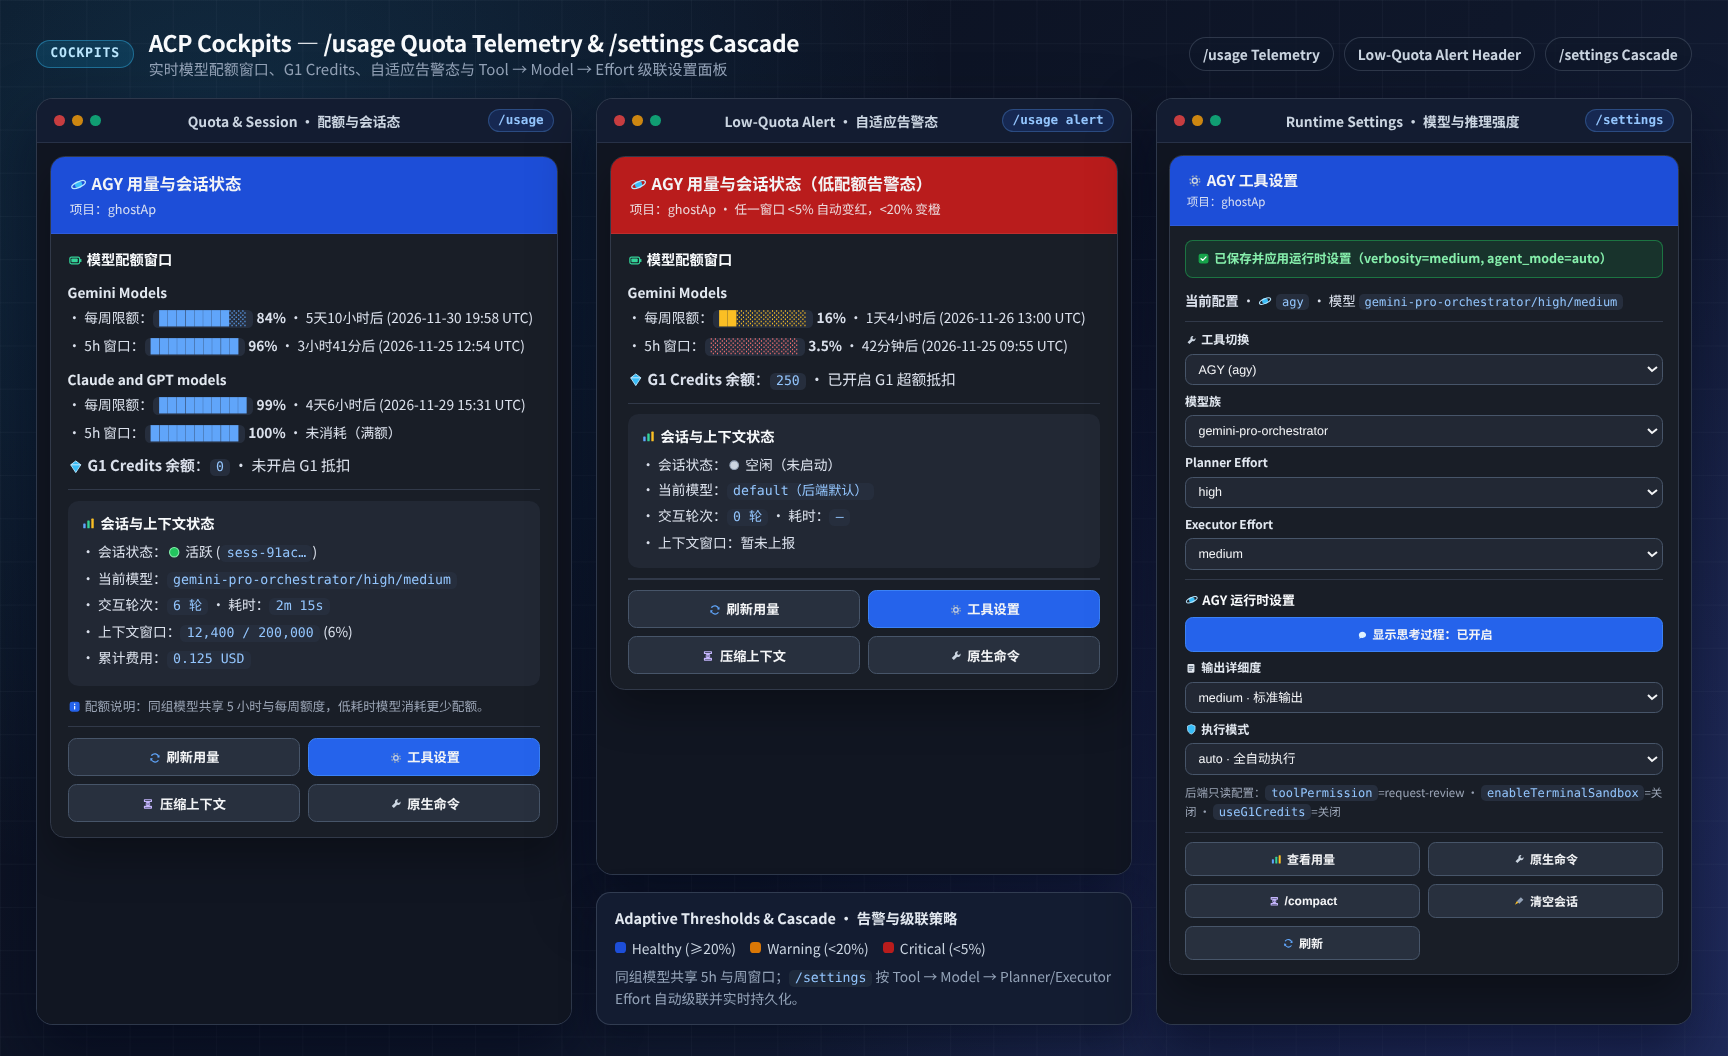 COCKPITS
ACP Cockpits — /usage Quota Telemetry & /settings Cascade
实时模型配额窗口、G1 Credits、自适应告警态与 Tool → Model → Effort 级联设置面板
/usage Telemetry
Low-Quota Alert Header
/settings Cascade
Quota & Session · 配额与会话态
/usage
AGY 用量与会话状态
项目：ghostAp
模型配额窗口
Gemini Models
· 每周限额： ████████░░ 84% · 5天10小时后 (2026-11-30 19:58 UTC)
· 5h 窗口： ██████████ 96% · 3小时41分后 (2026-11-25 12:54 UTC)
Claude and GPT models
· 每周限额： ██████████ 99% · 4天6小时后 (2026-11-29 15:31 UTC)
· 5h 窗口： ██████████ 100% · 未消耗（满额）
G1 Credits 余额： 0 · 未开启 G1 抵扣
会话与上下文状态
· 会话状态： 活跃 ( sess-91ac… )
· 当前模型： gemini-pro-orchestrator/high/medium
· 交互轮次： 6 轮 · 耗时： 2m 15s
· 上下文窗口： 12,400 / 200,000 (6%)
· 累计费用： 0.125 USD
配额说明：同组模型共享 5 小时与每周额度，低耗时模型消耗更少配额。
刷新用量
工具设置
压缩上下文
原生命令
Low-Quota Alert · 自适应告警态
/usage alert
AGY 用量与会话状态（低配额告警态）
项目：ghostAp · 任一窗口 <5% 自动变红，<20% 变橙
模型配额窗口
Gemini Models
· 每周限额： ██░░░░░░░░ 16% · 1天4小时后 (2026-11-26 13:00 UTC)
· 5h 窗口： ░░░░░░░░░░ 3.5% · 42分钟后 (2026-11-25 09:55 UTC)
G1 Credits 余额： 250 · 已开启 G1 超额抵扣
会话与上下文状态
· 会话状态： 空闲（未启动）
· 当前模型： default（后端默认）
· 交互轮次： 0 轮 · 耗时： —
· 上下文窗口：暂未上报
刷新用量
工具设置
压缩上下文
原生命令
Adaptive Thresholds & Cascade · 告警与级联策略
Healthy (≥20%)
Warning (<20%)
Critical (<5%)
同组模型共享 5h 与周窗口； /settings 按 Tool → Model → Planner/Executor
Effort 自动级联并实时持久化。
Runtime Settings · 模型与推理强度
/settings
AGY 工具设置
项目：ghostAp
已保存并应用运行时设置（verbosity=medium, agent_mode=auto）
当前配置 · agy · 模型 gemini-pro-orchestrator/high/medium
工具切换
AGY (agy)
模型族
gemini-pro-orchestrator
Planner Effort
high
Executor Effort
medium
AGY 运行时设置
显示思考过程：已开启
输出详细度
medium · 标准输出
执行模式
auto · 全自动执行
后端只读配置： toolPermission =request-review · enableTerminalSandbox =关
闭 · useG1Credits =关闭
查看用量
原生命令
/compact
清空会话
刷新